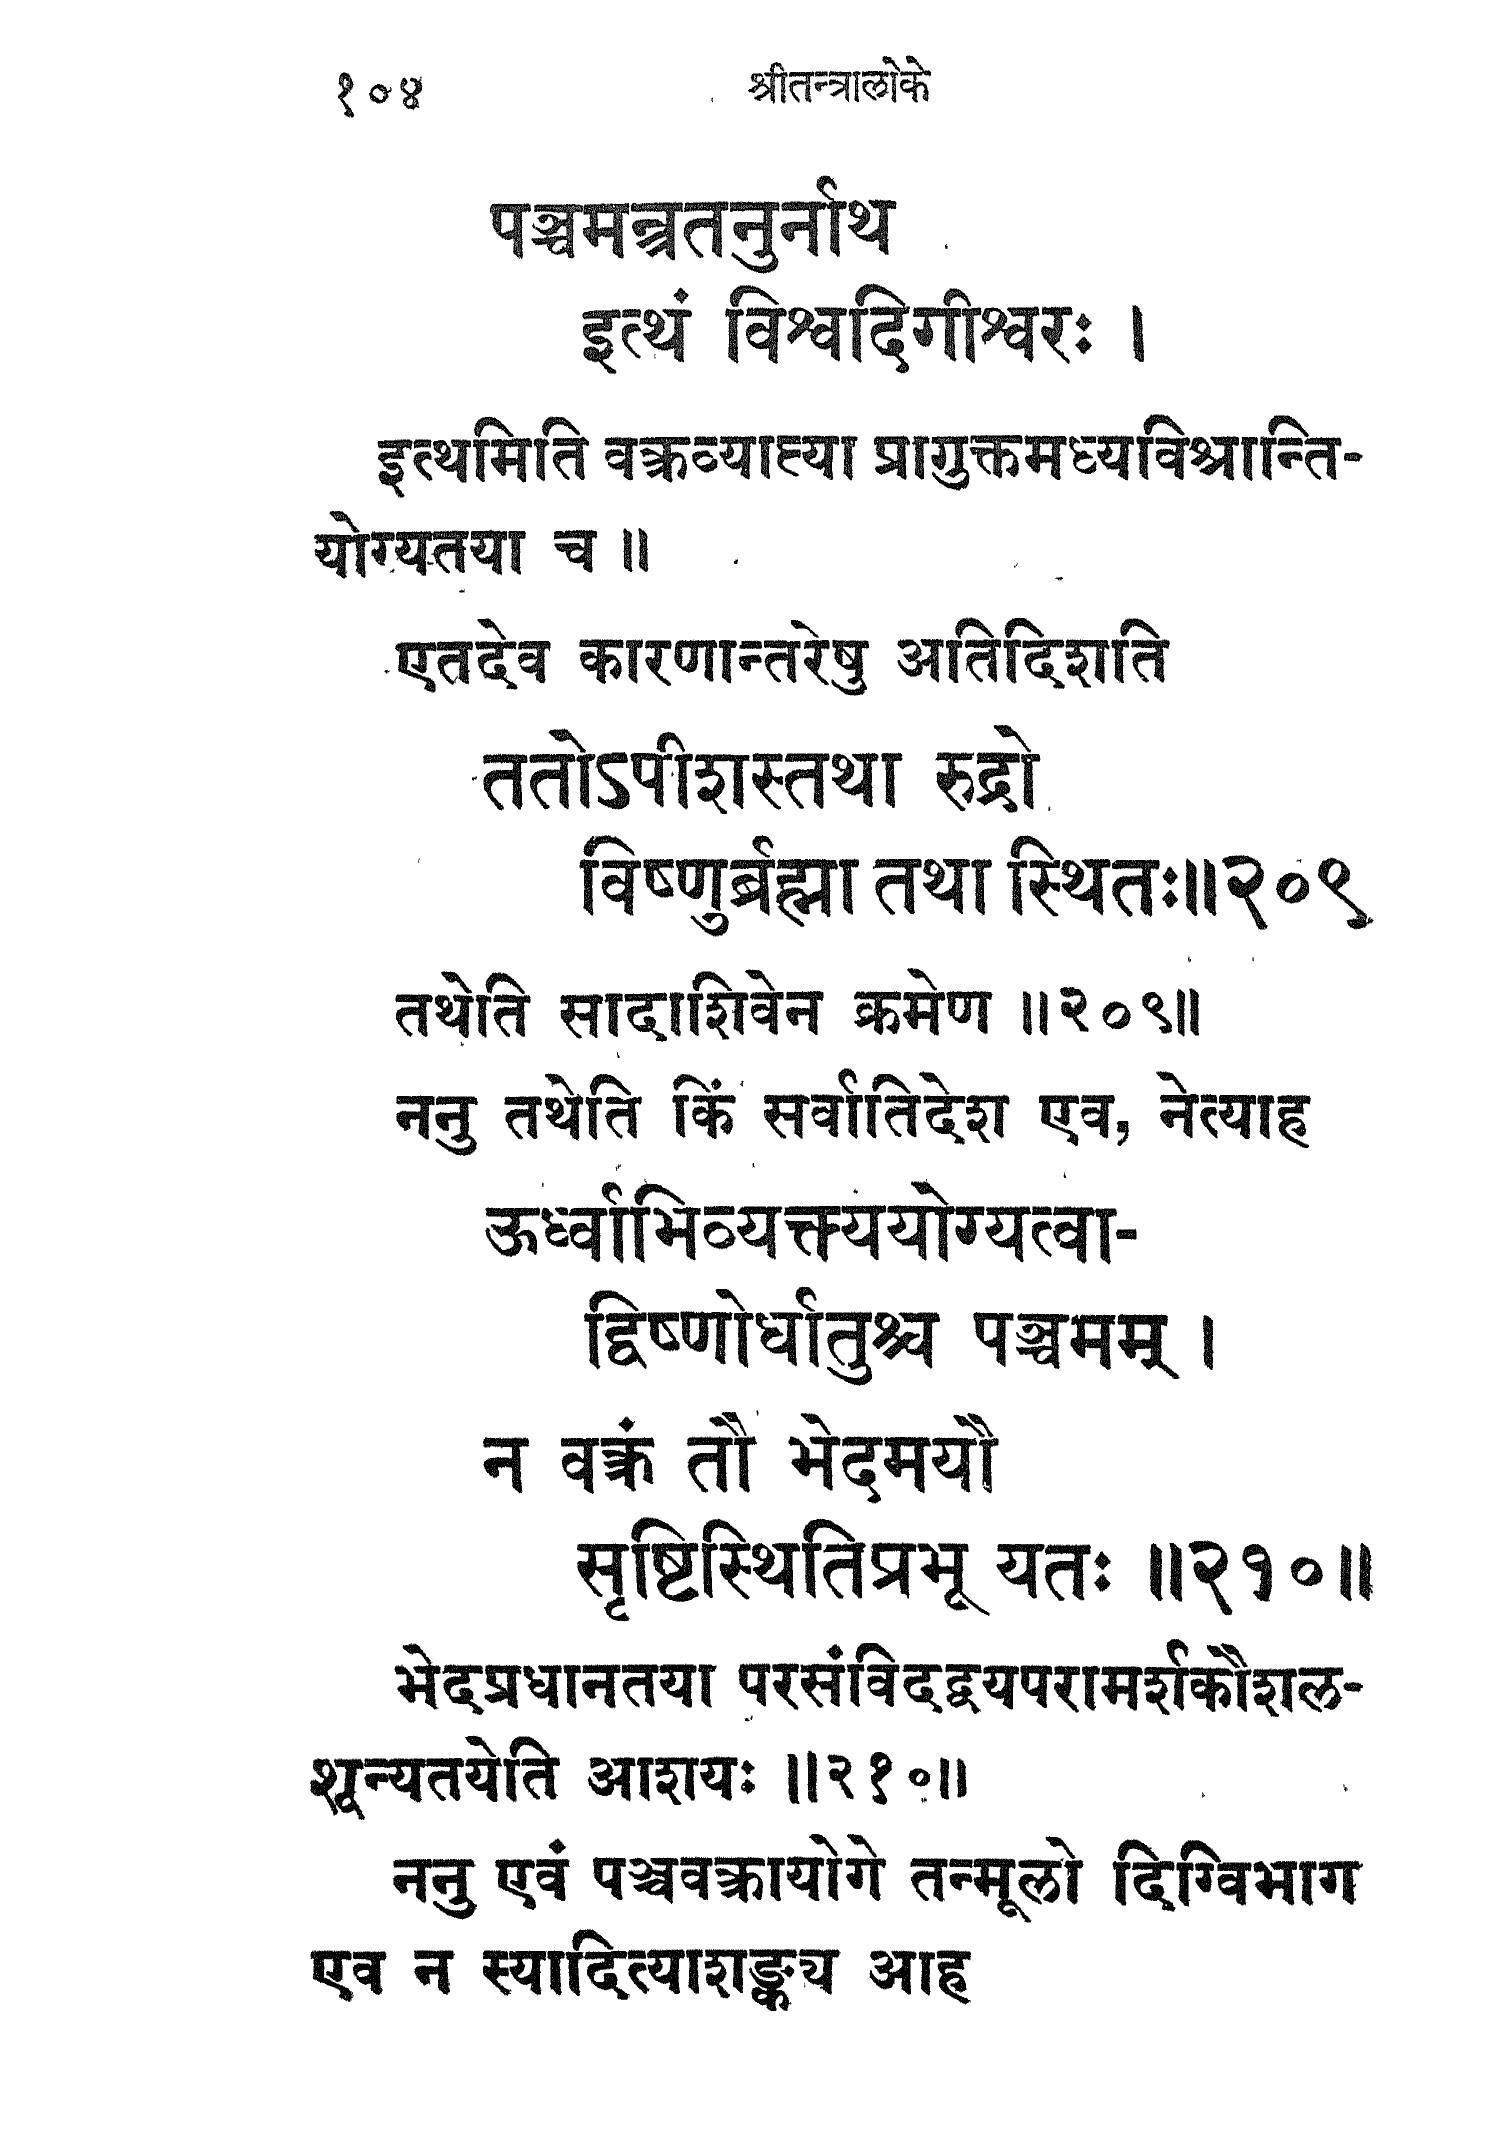 १०४ श्रीतन्त्रालोके
पञ्चमन्त्रतनुर्नाथ
इत्थं विश्वदिगीश्वरः ।
इत्थमिति वक्त्रव्याप्त्या प्रागुक्तमध्यविश्रान्ति-
योग्यतया च ॥
एतदेव कारणान्तरेषु अतिदिशति
ततोऽपीशस्तथा रुद्रो
विष्णुर्ब्रह्मा तथा स्थितः॥२०९
तथेति सादाशिवेन क्रमेण ॥२०९॥
ननु तथेति किं सर्वातिदेश एव, नेत्याह
ऊर्ध्वाभिव्यक्त्ययोग्यत्वा-
द्विष्णोर्धातुश्च पञ्चमम् ।
न वक्त्रं तौ भेदमयौ
सृष्टिस्थितिप्रभू यतः ॥२१०॥
भेदप्रधानतया परसंविदद्वयपरामर्शकौशल-
शून्यतयेति आशयः ॥२१०॥
ननु एवं पञ्चवक्त्रायोगे तन्मूलो दिग्विभाग
एव न स्यादित्याशङ्क्य आह